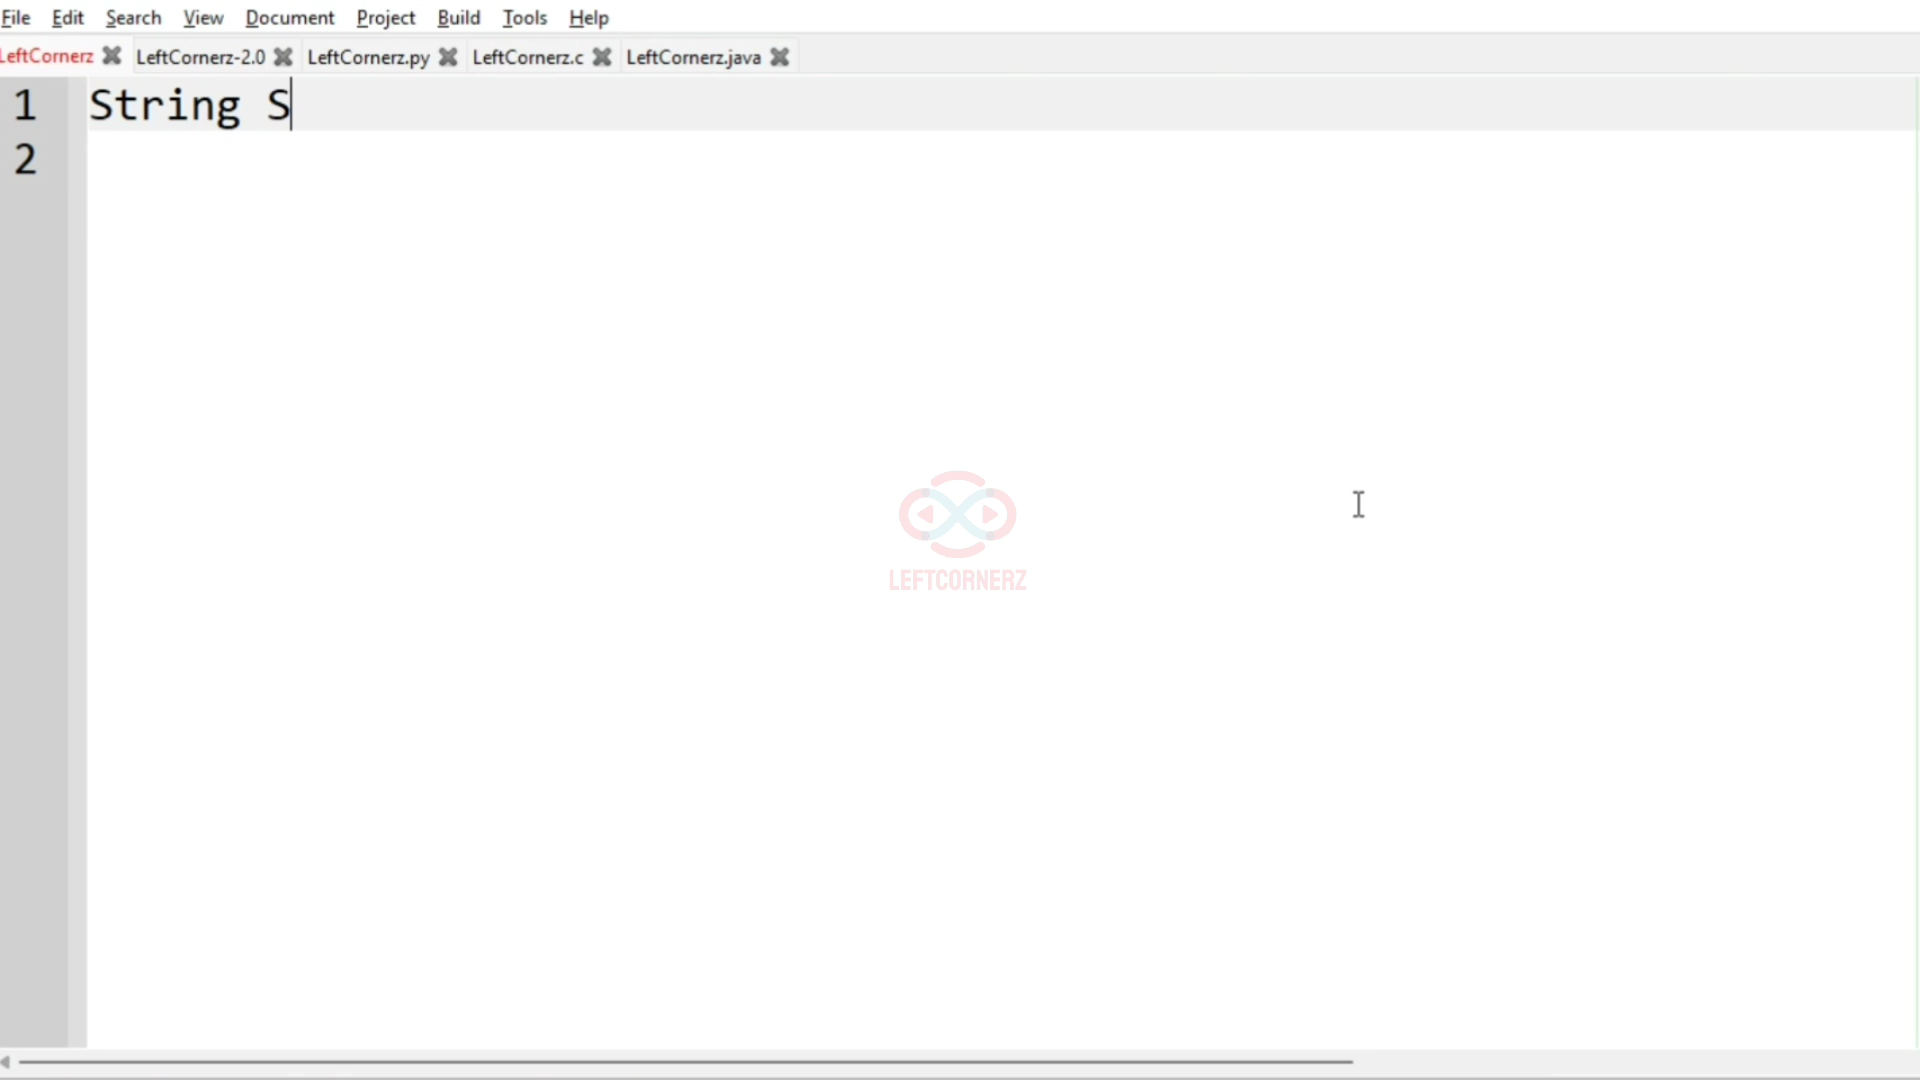 File Edit Search View Document Project Build Tools Help
LeftCornerz LeftCornerz-2.0 LeftCornerz.py LeftCornerz.c LeftCornerz.java
1 String S
2
LEFTCORNERZ